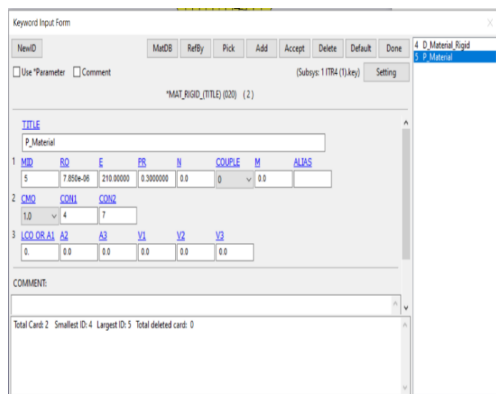 Keyword Input Form
NewID MatDB RefBy Pick Add Accept Delete Default Done
Use *Parameter Comment (Subsys: 1 ITR4 (1).key) Setting
*MAT_RIGID_(TITLE) (020) ( 2 )
TITLE
P_Material
1 MID RO E PR N COUPLE M ALIAS
5 7.850e-06 210.00000 0.3000000 0.0 0 0.0
2 CMO CON1 CON2
1.0 4 7
3 LCO OR A1 A2 A3 V1 V2 V3
0. 0.0 0.0 0.0 0.0 0.0
COMMENT:
Total Card: 2 Smallest ID: 4 Largest ID: 5 Total deleted card: 0
4 D_Material_Rigid
5 P_Material